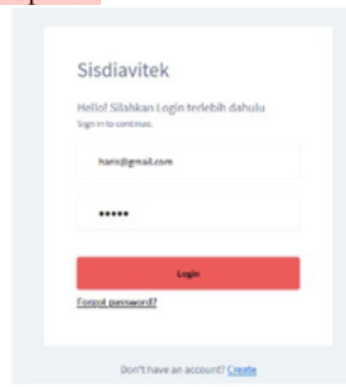 Sisdiavitek
Hello! Silahkan Login terlebih dahulu
Sign in to continue.
haris@gmail.com
•••••
Login
Forgot password?
Don't have an account? Create